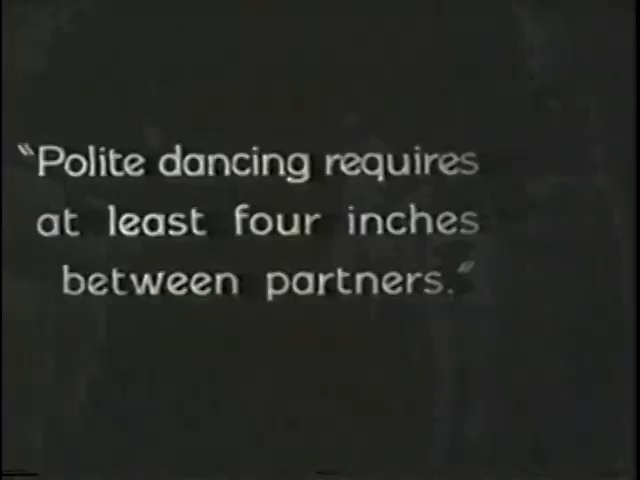 "Polite dancing requires
at least four inches
between partners."